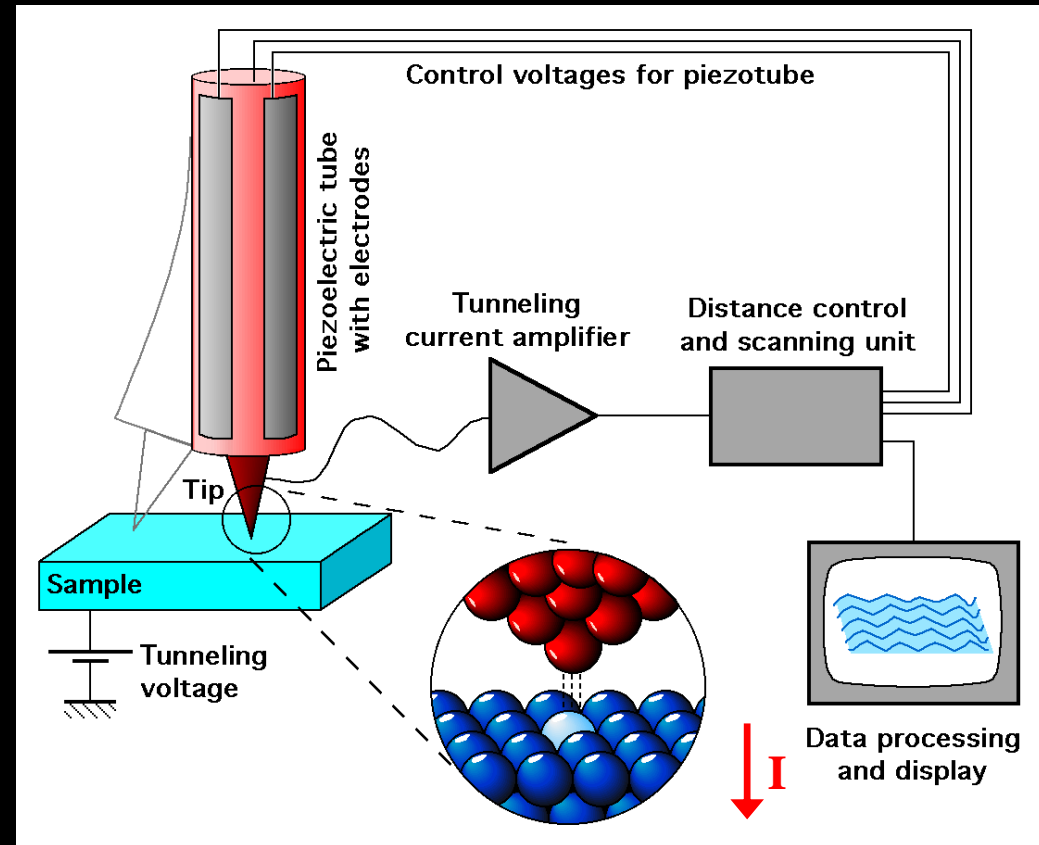 Control voltages for piezotube
Piezoelectric tube
with electrodes
Tunneling
current amplifier
Distance control
and scanning unit
Tip
Sample
Tunneling
voltage
I
Data processing
and display